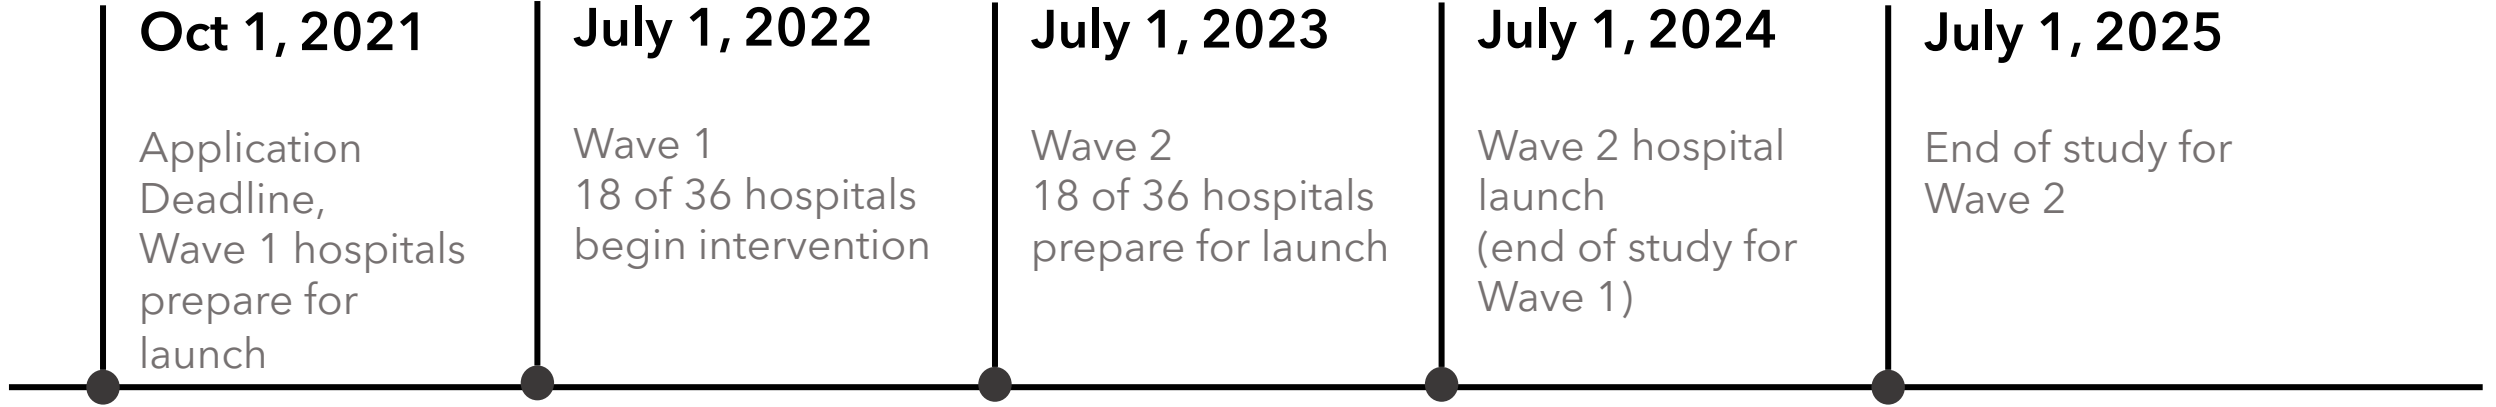 Oct 1, 2021
Application
Deadline,
Wave 1 hospitals
prepare for
launch
July 1, 2022
Wave 1
18 of 36 hospitals
begin intervention
July 1, 2023
Wave 2
18 of 36 hospitals
prepare for launch
July 1, 2024
Wave 2 hospital
launch
(end of study for
Wave 1)
July 1, 2025
End of study for
Wave 2